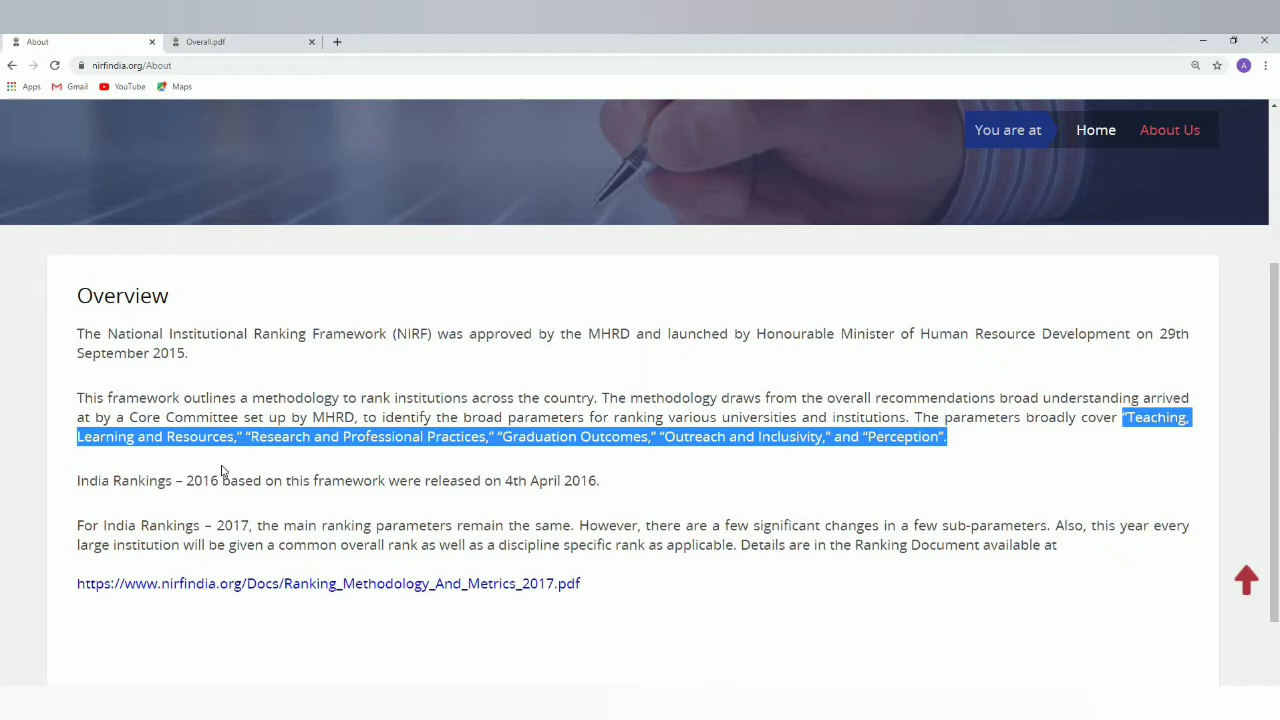 About
Overall.pdf
nirfindia.org/About
Apps Gmail YouTube Maps
You are at Home About Us
Overview
The National Institutional Ranking Framework (NIRF) was approved by the MHRD and launched by Honourable Minister of Human Resource Development on 29th
September 2015.
This framework outlines a methodology to rank institutions across the country. The methodology draws from the overall recommendations broad understanding arrived
at by a Core Committee set up by MHRD, to identify the broad parameters for ranking various universities and institutions. The parameters broadly cover “Teaching,
Learning and Resources,” “Research and Professional Practices,” “Graduation Outcomes,” “Outreach and Inclusivity,” and “Perception”.
India Rankings – 2016 based on this framework were released on 4th April 2016.
For India Rankings – 2017, the main ranking parameters remain the same. However, there are a few significant changes in a few sub-parameters. Also, this year every
large institution will be given a common overall rank as well as a discipline specific rank as applicable. Details are in the Ranking Document available at
https://www.nirfindia.org/Docs/Ranking_Methodology_And_Metrics_2017.pdf
A